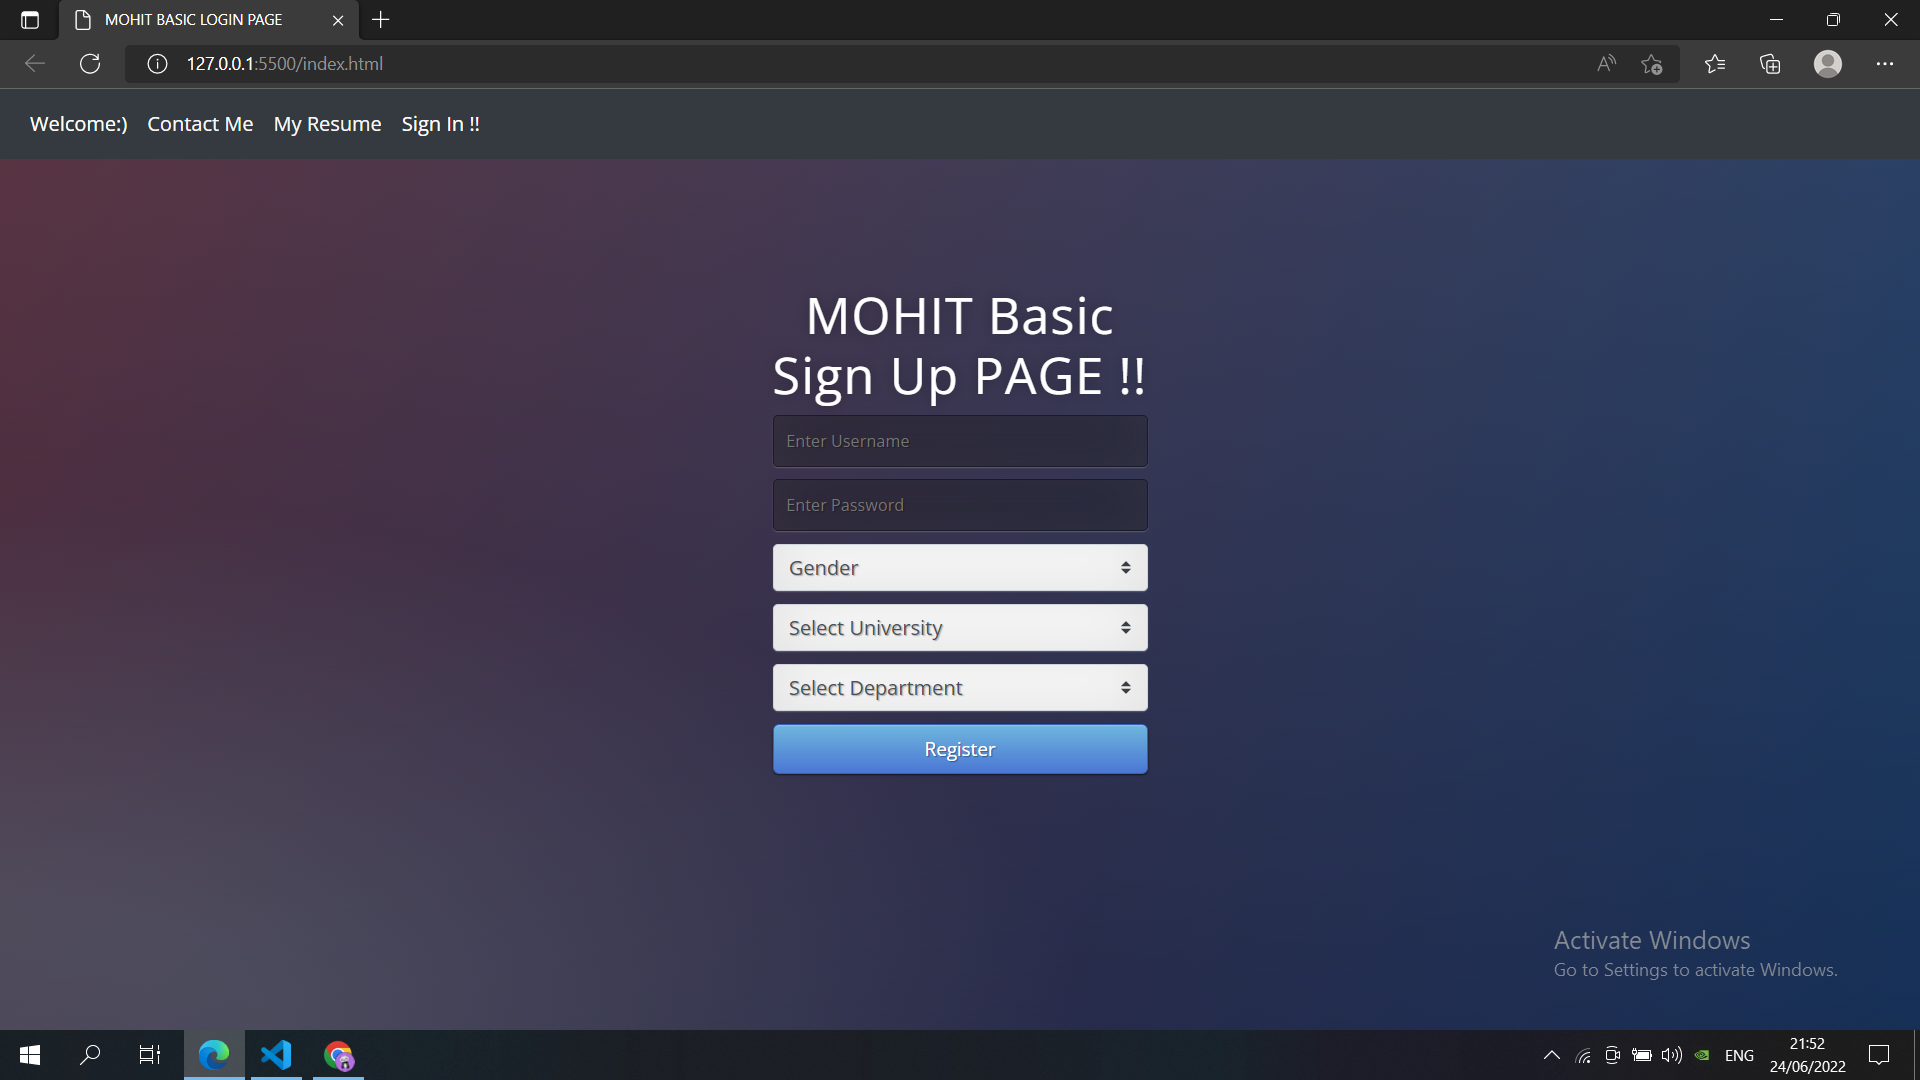 MOHIT BASIC LOGIN PAGE
127.0.0.1:5500/index.html
Welcome:) Contact Me My Resume Sign In !!
MOHIT Basic
Sign Up PAGE !!
Enter Username
Enter Password
Gender
Select University
Select Department
Register
Activate Windows
Go to Settings to activate Windows.
ENG
21:52
24/06/2022